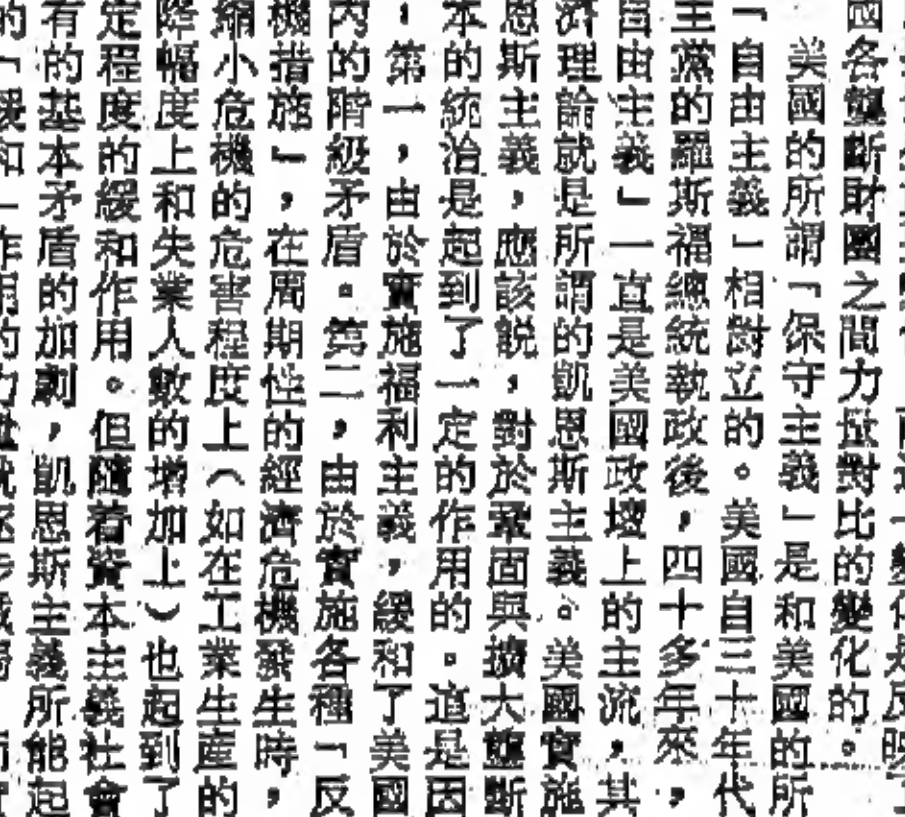 國各壟斷財團之間力量對比的變化的。
美國的所謂「保守主義」是和美國的所
「自由主義」相對立的。美國自三十年代
主黨的羅斯福總統執政後,四十多年來,
自由主義」一直是美國政壇上的主流,其
濟理論就是所謂的凱恩斯主義。美國實施
恩斯主義,應該説,對於鞏固與擴大壟斷
本的統治是起到了一定的作用的。這是因
:第一,由於實施福利主義,緩和了美國
內的階級矛盾。第二,由於實施各種「反
機措施」,在周期性的經濟危機發生時,
縮小危機的危害程度上(如在工業生產的
降幅度上和失業人數的增加上)也起到了
定程度的緩和作用。但隨着資本主義社會
有的基本矛盾的加劇,凱恩斯主義所能起
的「緩和」作用的力